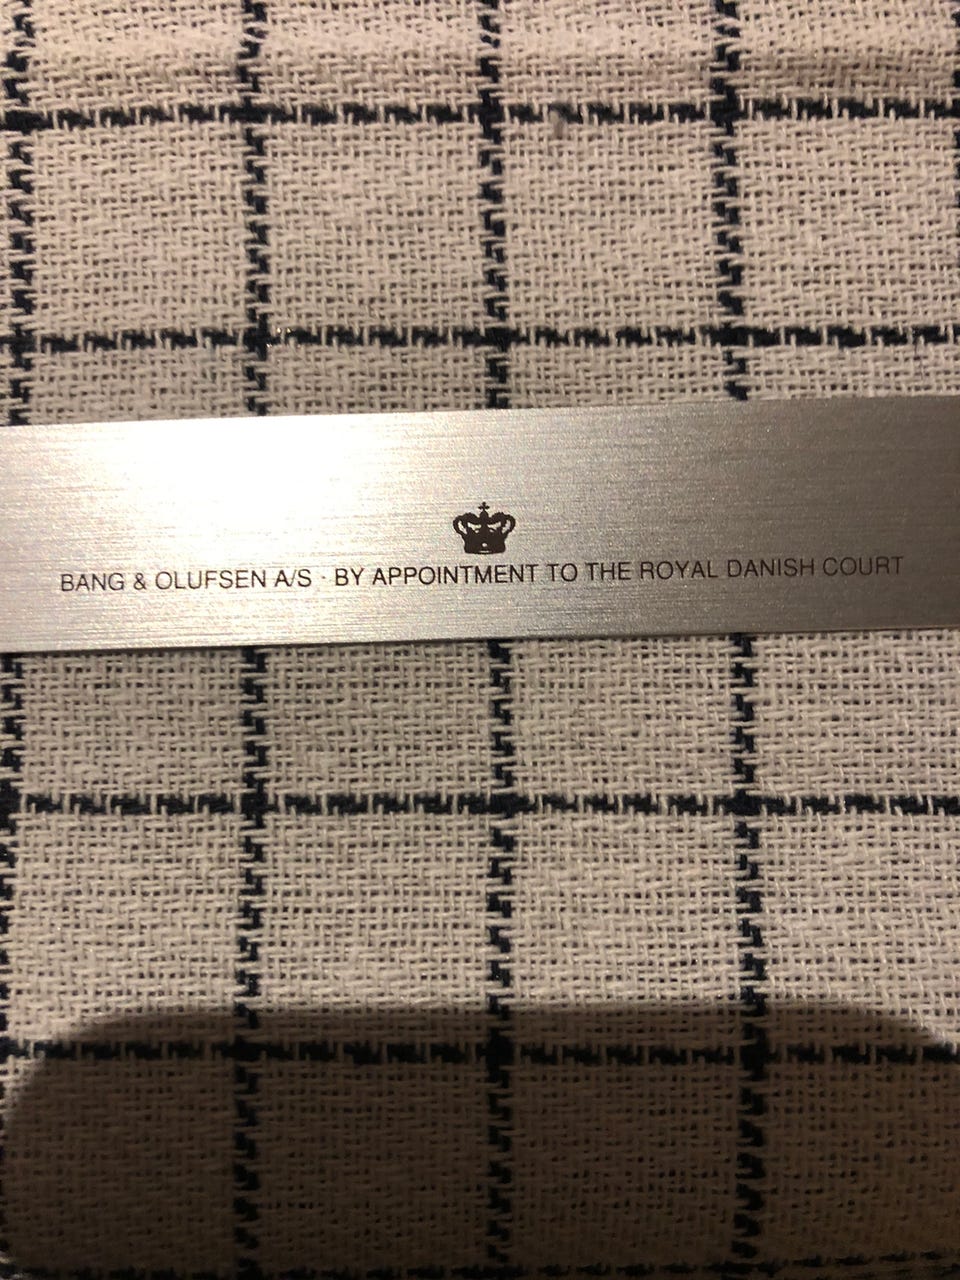 BANG & OLUFSEN A/S · BY APPOINTMENT TO THE ROYAL DANISH COURT